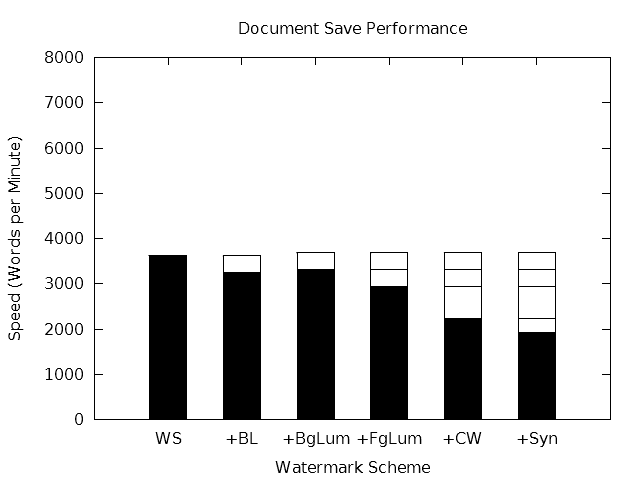 Document Save Performance
8000
7000
6000
5000
4000
3000
2000
1000
0
Speed (Words per Minute)
WS +BL +BgLum +FgLum +CW +Syn
Watermark Scheme